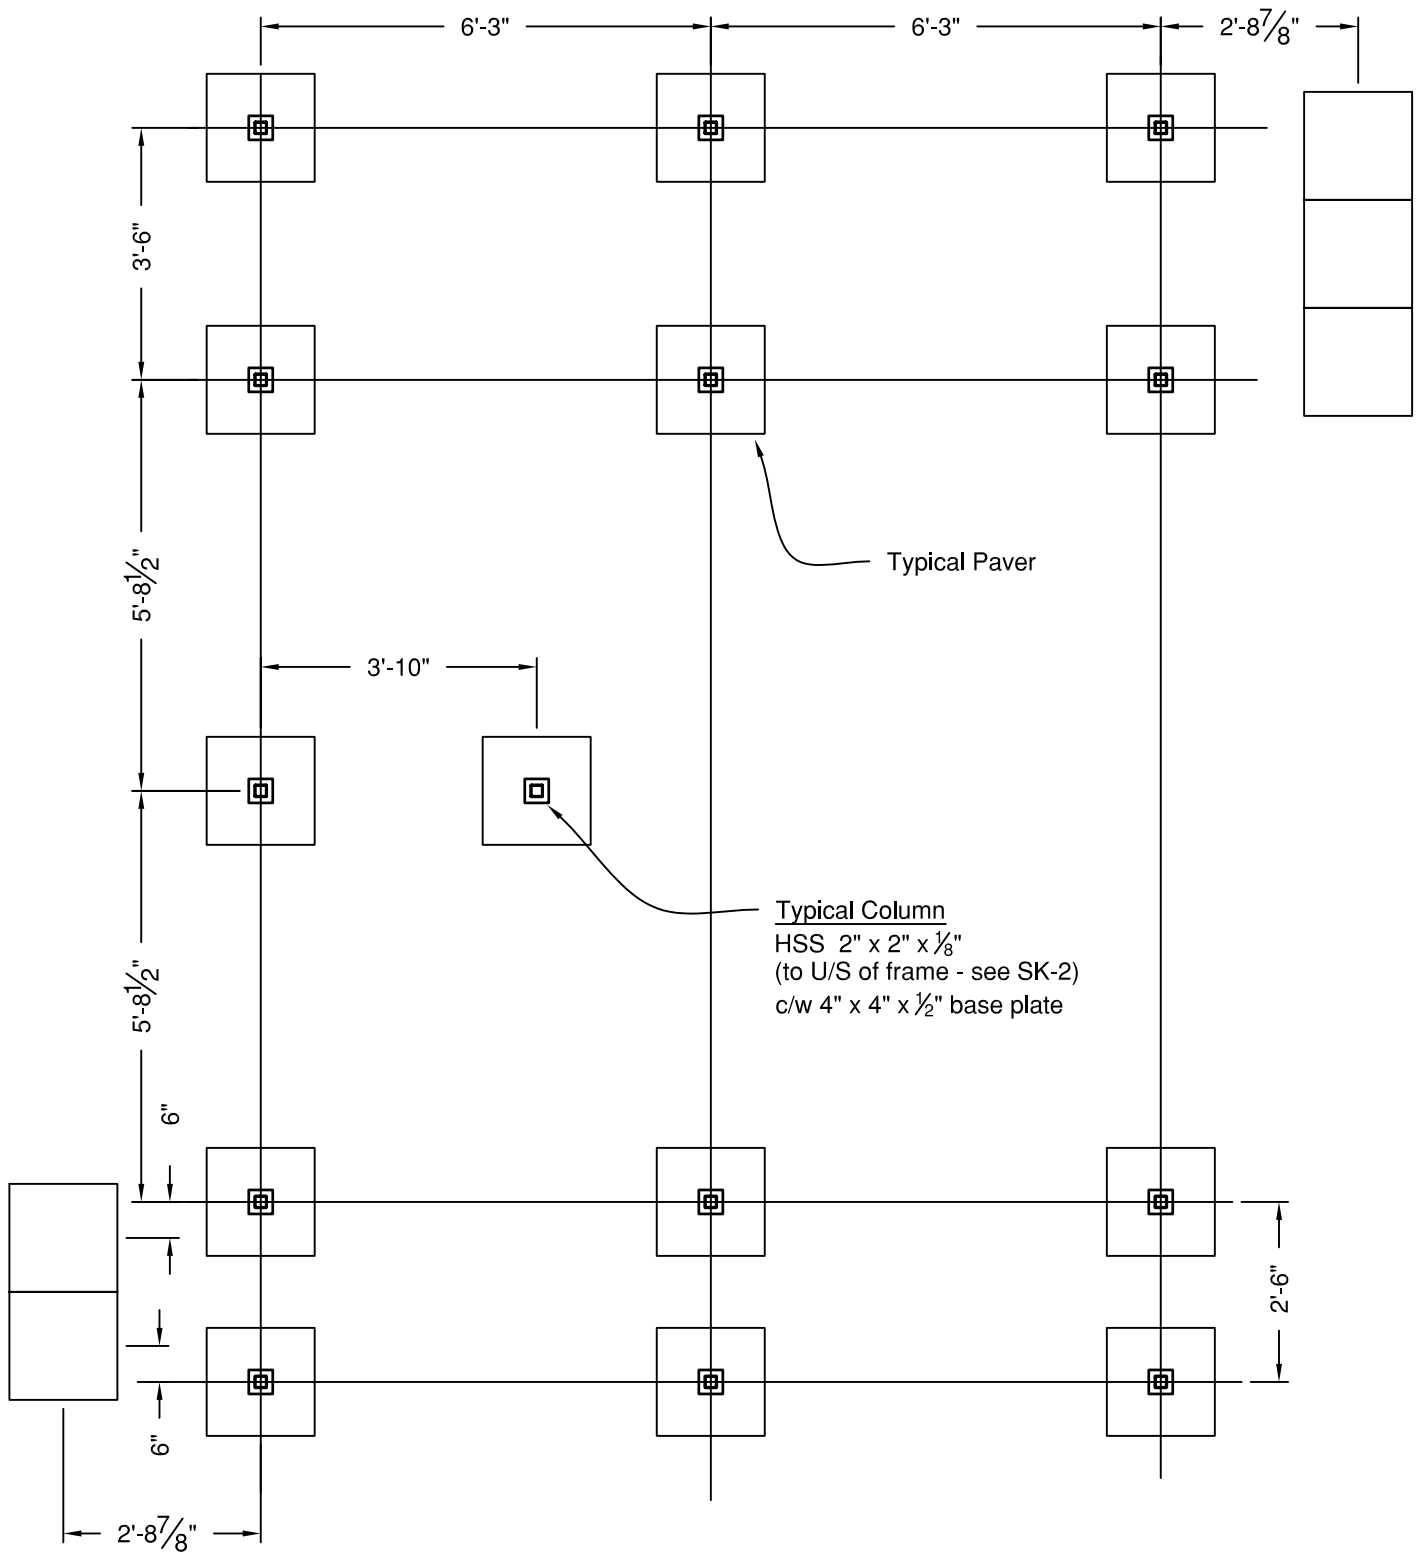 6'-3"
6'-3"
2'-8⅞"
3'-6"
5'-8½"
Typical Paver
3'-10"
Typical Column
HSS 2" x 2" x ⅛"
(to U/S of frame - see SK-2)
c/w 4" x 4" x ½" base plate
5'-8½"
6"
2'-6"
6"
2'-8⅞"